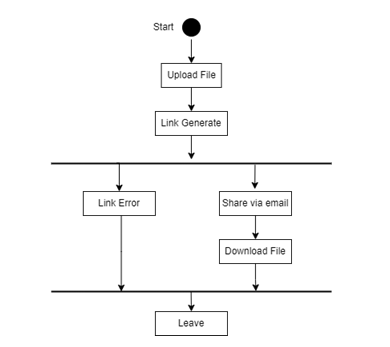 Start
Upload File
Link Generate
Link Error
Share via email
Download File
Leave